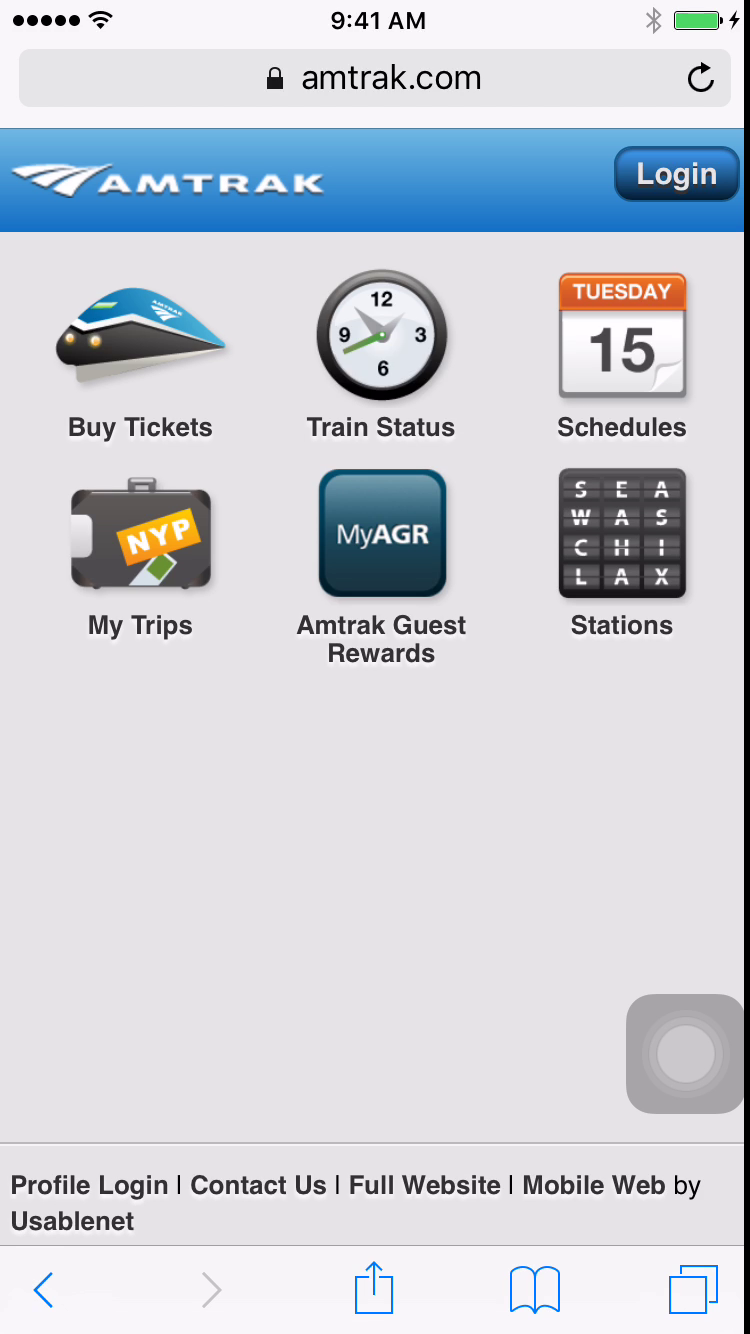 9:41 AM
amtrak.com
AMTRAK
Login
AMTRAK
12
9 3
6
TUESDAY
15
Buy Tickets
Train Status
Schedules
NYP
MyAGR
S E A
W A S
C H I
L A X
My Trips
Amtrak Guest
Rewards
Stations
Profile Login | Contact Us | Full Website | Mobile Web by
Usablenet